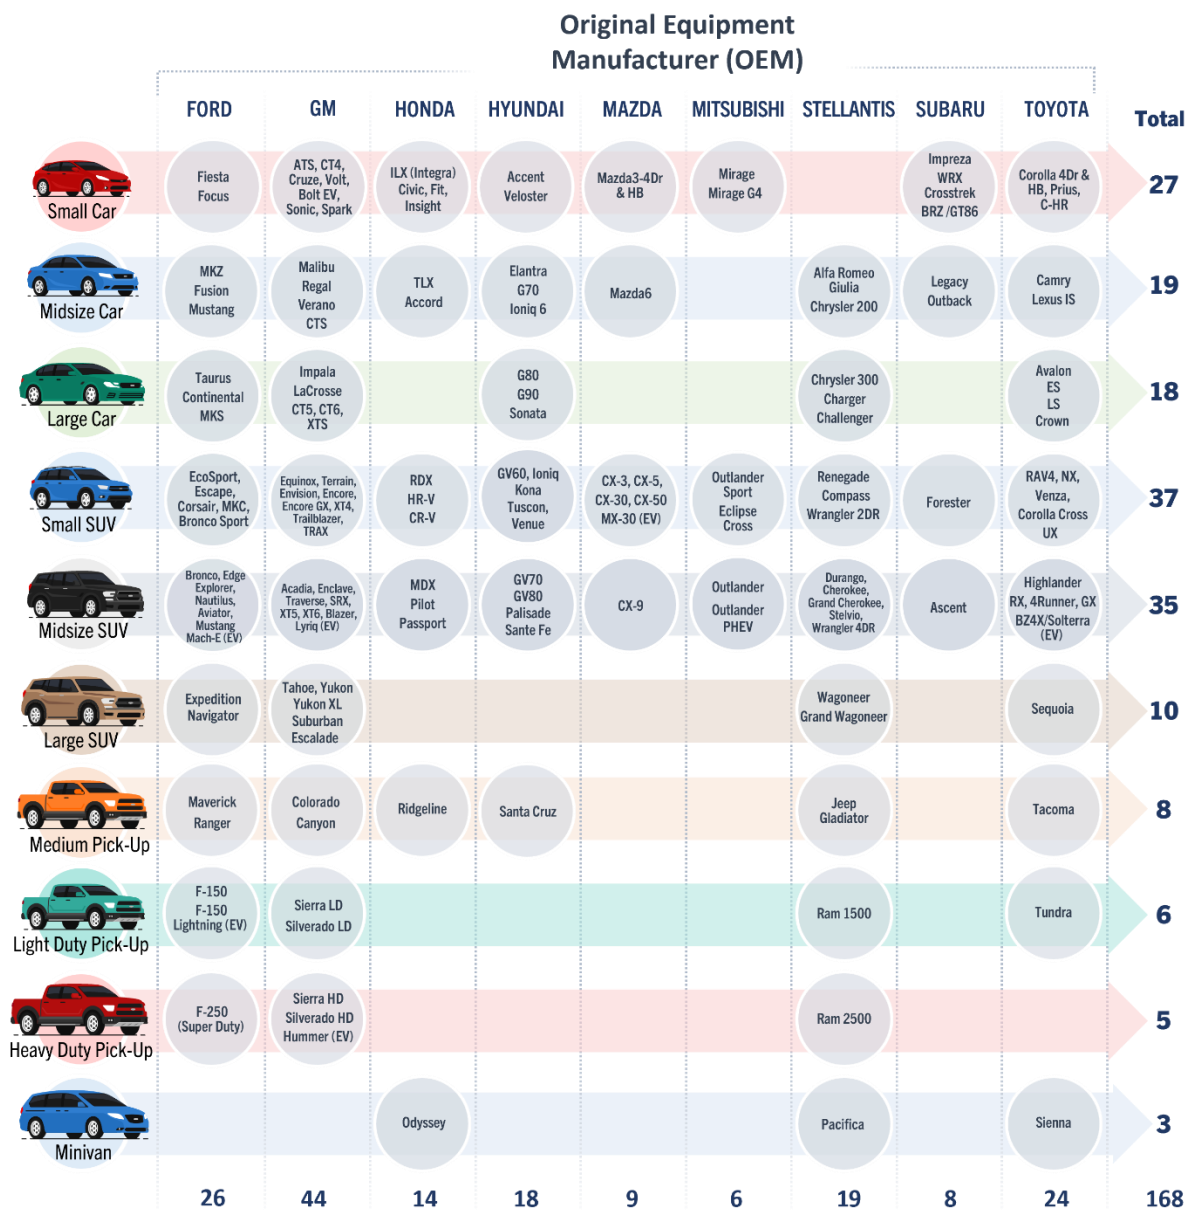 Original Equipment
Manufacturer (OEM)
FORD
GM
HONDA
HYUNDAI
MAZDA
MITSUBISHI
STELLANTIS
SUBARU
TOYOTA
Total
Small Car
Fiesta
Focus
ATS, CT4,
Cruze, Volt,
Bolt EV,
Sonic, Spark
ILX (Integra)
Civic, Fit,
Insight
Accent
Veloster
Mazda3-4Dr
& HB
Mirage
Mirage G4
Impreza
WRX
Crosstrek
BRZ /GT86
Corolla 4Dr &
HB, Prius,
C-HR
27
Midsize Car
MKZ
Fusion
Mustang
Malibu
Regal
Verano
CTS
TLX
Accord
Elantra
G70
Ioniq 6
Mazda6
Alfa Romeo
Giulia
Chrysler 200
Legacy
Outback
Camry
Lexus IS
19
Large Car
Taurus
Continental
MKS
Impala
LaCrosse
CT5, CT6,
XTS
G80
G90
Sonata
Chrysler 300
Charger
Challenger
Avalon
ES
LS
Crown
18
Small SUV
EcoSport,
Escape,
Corsair, MKC,
Bronco Sport
Equinox, Terrain,
Envision, Encore,
Encore GX, XT4,
Trailblazer,
TRAX
RDX
HR-V
CR-V
GV60, Ioniq
Kona
Tuscon,
Venue
CX-3, CX-5,
CX-30, CX-50
MX-30 (EV)
Outlander
Sport
Eclipse
Cross
Renegade
Compass
Wrangler 2DR
Forester
RAV4, NX,
Venza,
Corolla Cross
UX
37
Midsize SUV
Bronco, Edge
Explorer,
Nautilus,
Aviator,
Mustang
Mach-E (EV)
Acadia, Enclave,
Traverse, SRX,
XT5, XT6, Blazer,
Lyriq (EV)
MDX
Pilot
Passport
GV70
GV80
Palisade
Sante Fe
CX-9
Outlander
Outlander
PHEV
Durango,
Cherokee,
Grand Cherokee,
Stelvio,
Wrangler 4DR
Ascent
Highlander
RX, 4Runner, GX
BZ4X/Solterra
(EV)
35
Large SUV
Expedition
Navigator
Tahoe, Yukon
Yukon XL
Suburban
Escalade
Wagoneer
Grand Wagoneer
Sequoia
10
Medium Pick-Up
Maverick
Ranger
Colorado
Canyon
Ridgeline
Santa Cruz
Jeep
Gladiator
Tacoma
8
Light Duty Pick-Up
F-150
F-150
Lightning (EV)
Sierra LD
Silverado LD
Ram 1500
Tundra
6
Heavy Duty Pick-Up
F-250
(Super Duty)
Sierra HD
Silverado HD
Hummer (EV)
Ram 2500
5
Minivan
Odyssey
Pacifica
Sienna
3
26
44
14
18
9
6
19
8
24
168